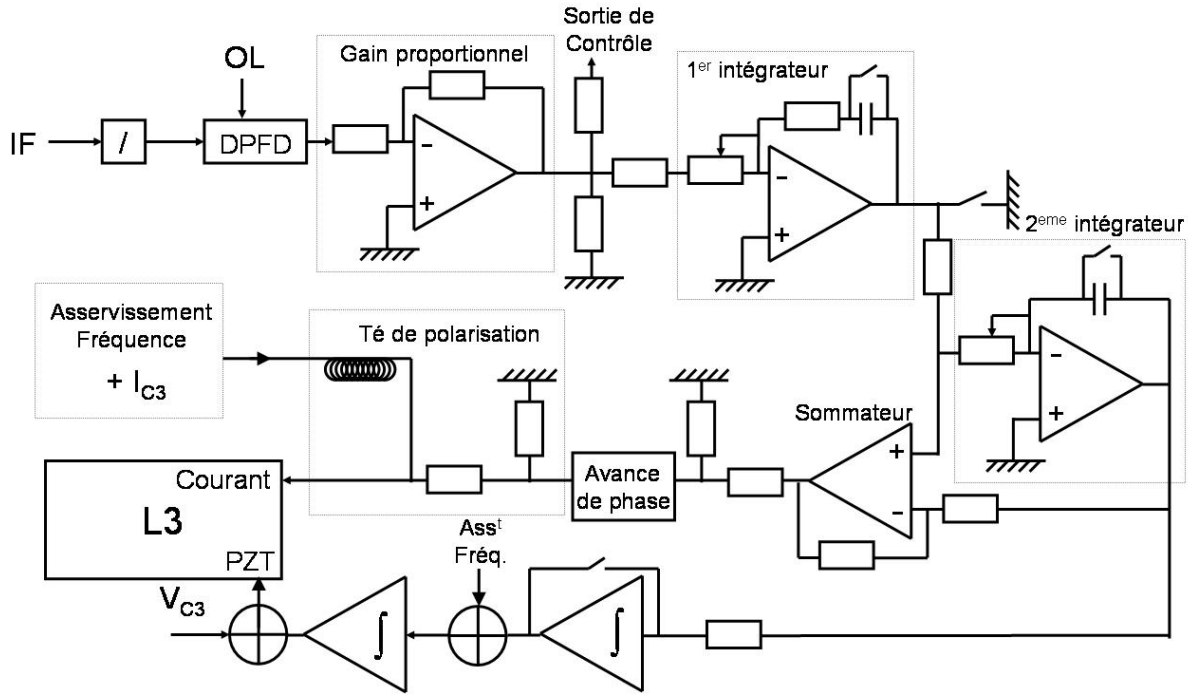 Sortie de
Contrôle
Gain proportionnel
1er intégrateur
OL
IF
/
DPFD
-
+
-
+
2eme intégrateur
Asservissement
Fréquence
+ IC3
Té de polarisation
-
+
Sommateur
+
-
Courant
L3
PZT
Avance
de phase
Asst
Fréq.
VC3
∫
∫